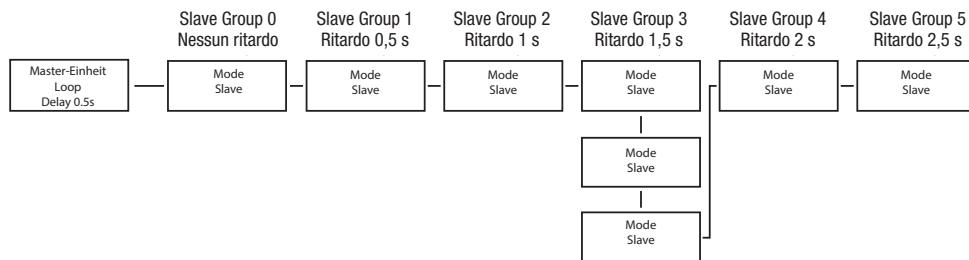 Slave Group 0
Nessun ritardo
Slave Group 1
Ritardo 0,5 s
Slave Group 2
Ritardo 1 s
Slave Group 3
Ritardo 1,5 s
Slave Group 4
Ritardo 2 s
Slave Group 5
Ritardo 2,5 s
Master-Einheit
Loop
Delay 0.5s
Mode
Slave
Mode
Slave
Mode
Slave
Mode
Slave
Mode
Slave
Mode
Slave
Mode
Slave
Mode
Slave